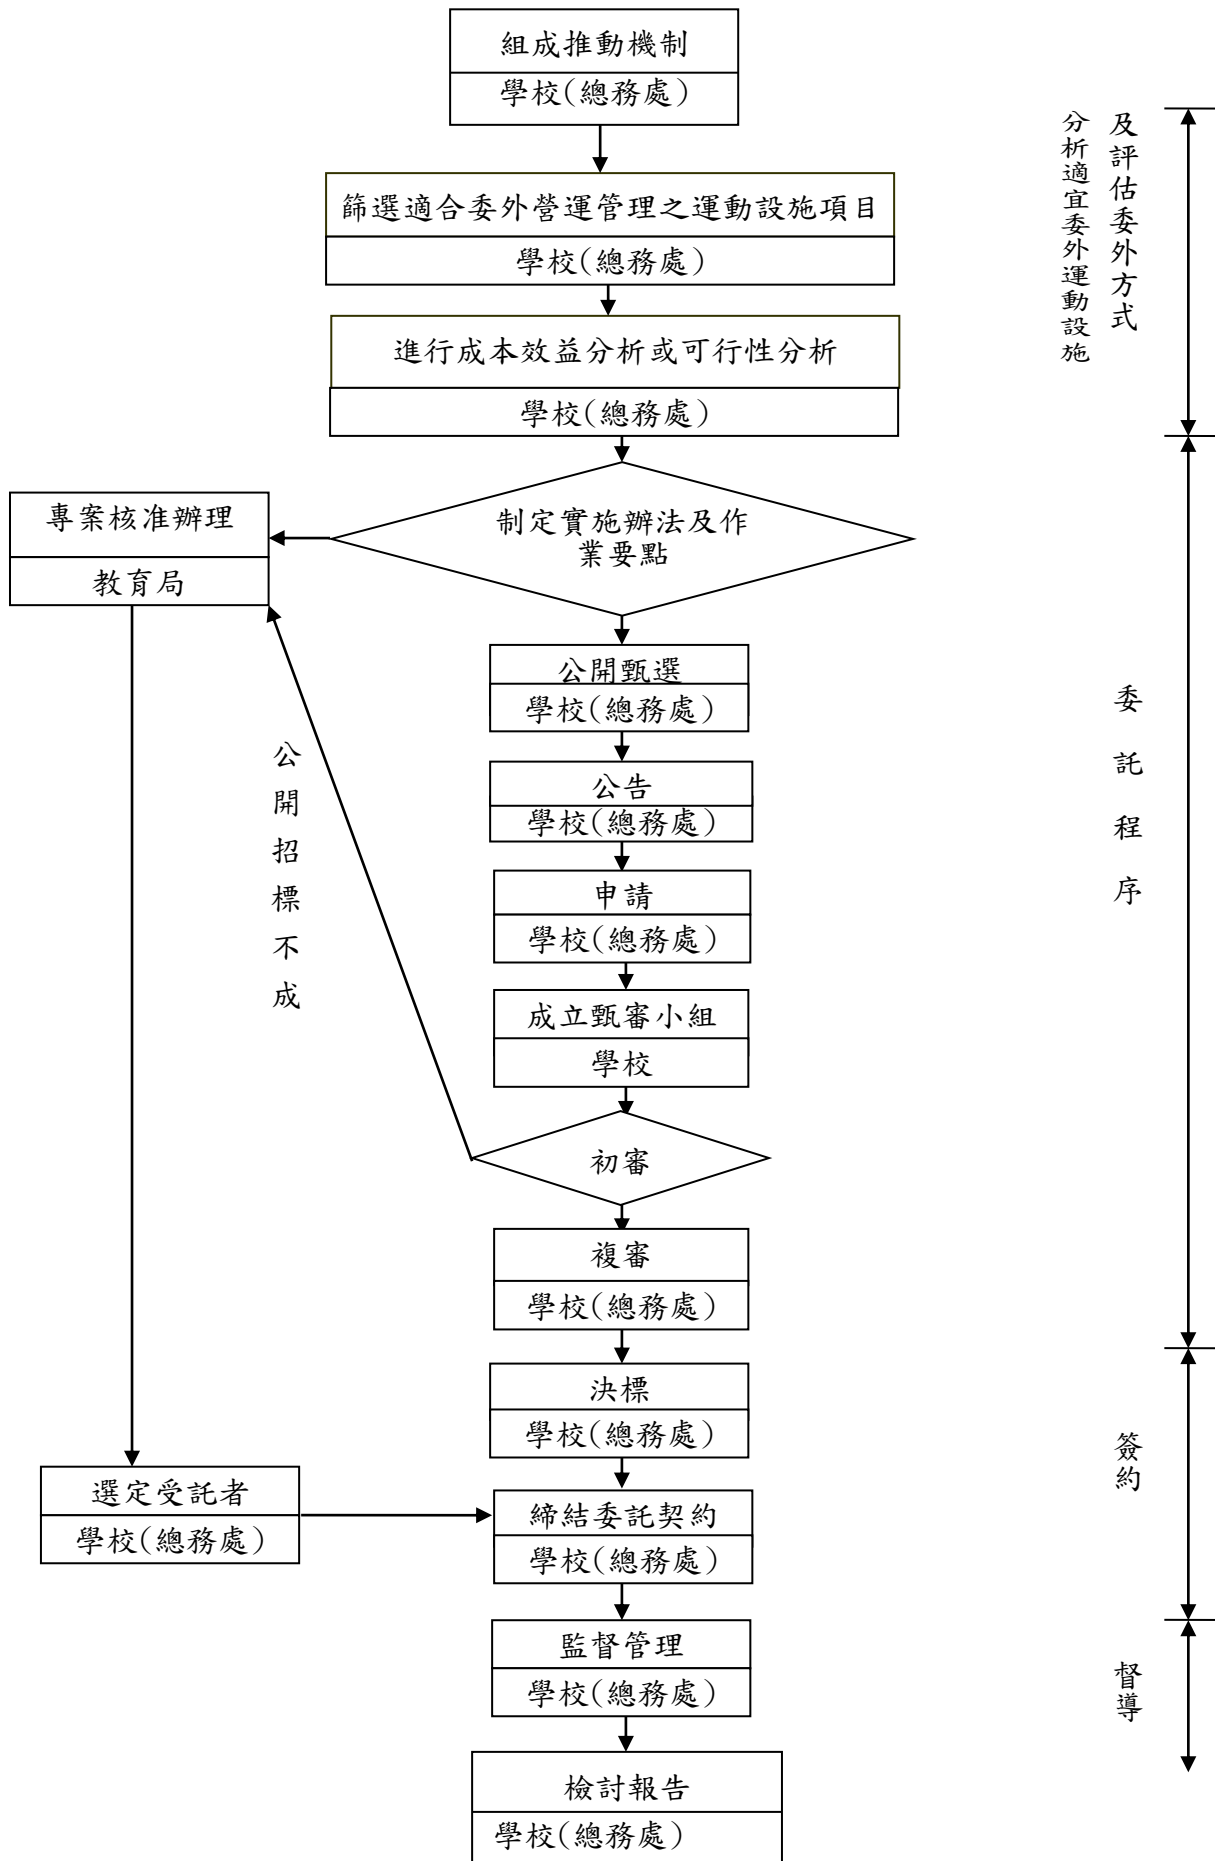 組成推動機制
學校(總務處)
篩選適合委外營運管理之運動設施項目
學校(總務處)
進行成本效益分析或可行性分析
學校(總務處)
分析適宜委外運動設施
及評估委外方式
制定實施辦法及作
業要點
專案核准辦理
教育局
公開甄選
學校(總務處)
公告
學校(總務處)
申請
學校(總務處)
成立甄審小組
學校
初審
公開招標不成
複審
學校(總務處)
委託程序
決標
學校(總務處)
選定受託者
學校(總務處)
締結委託契約
學校(總務處)
簽約
監督管理
學校(總務處)
檢討報告
學校(總務處)
督導